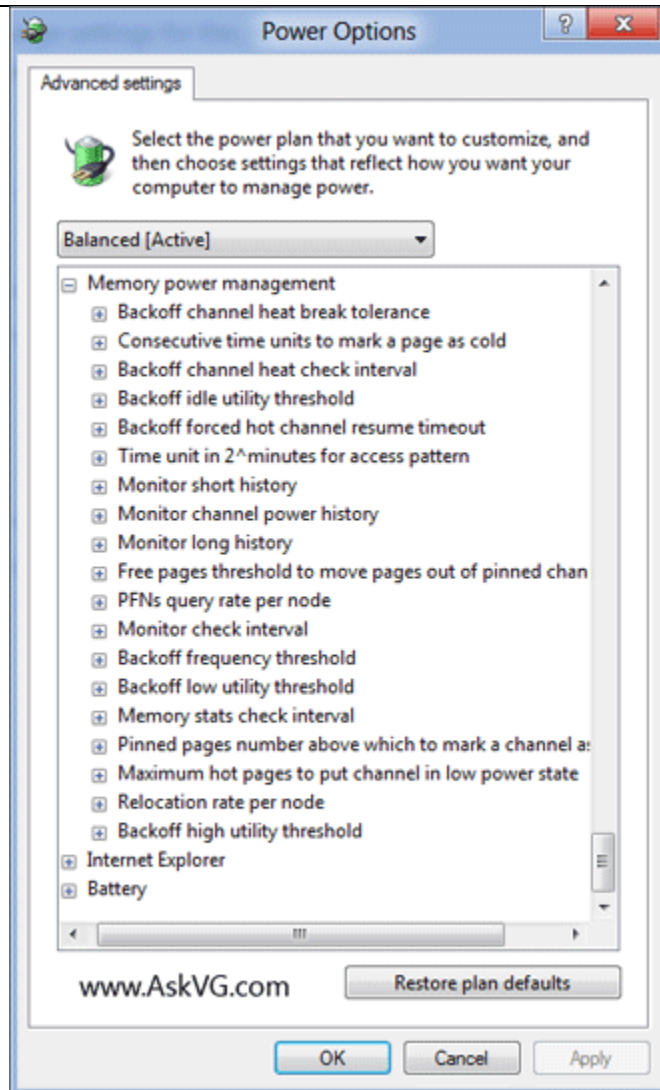 Power Options
Advanced settings
Select the power plan that you want to customize, and
then choose settings that reflect how you want your
computer to manage power.
Balanced [Active]
Memory power management
Backoff channel heat break tolerance
Consecutive time units to mark a page as cold
Backoff channel heat check interval
Backoff idle utility threshold
Backoff forced hot channel resume timeout
Time unit in 2^minutes for access pattern
Monitor short history
Monitor channel power history
Monitor long history
Free pages threshold to move pages out of pinned chan
PFNs query rate per node
Monitor check interval
Backoff frequency threshold
Backoff low utility threshold
Memory stats check interval
Pinned pages number above which to mark a channel as
Maximum hot pages to put channel in low power state
Relocation rate per node
Backoff high utility threshold
Internet Explorer
Battery
www.AskVG.com
Restore plan defaults
OK
Cancel
Apply